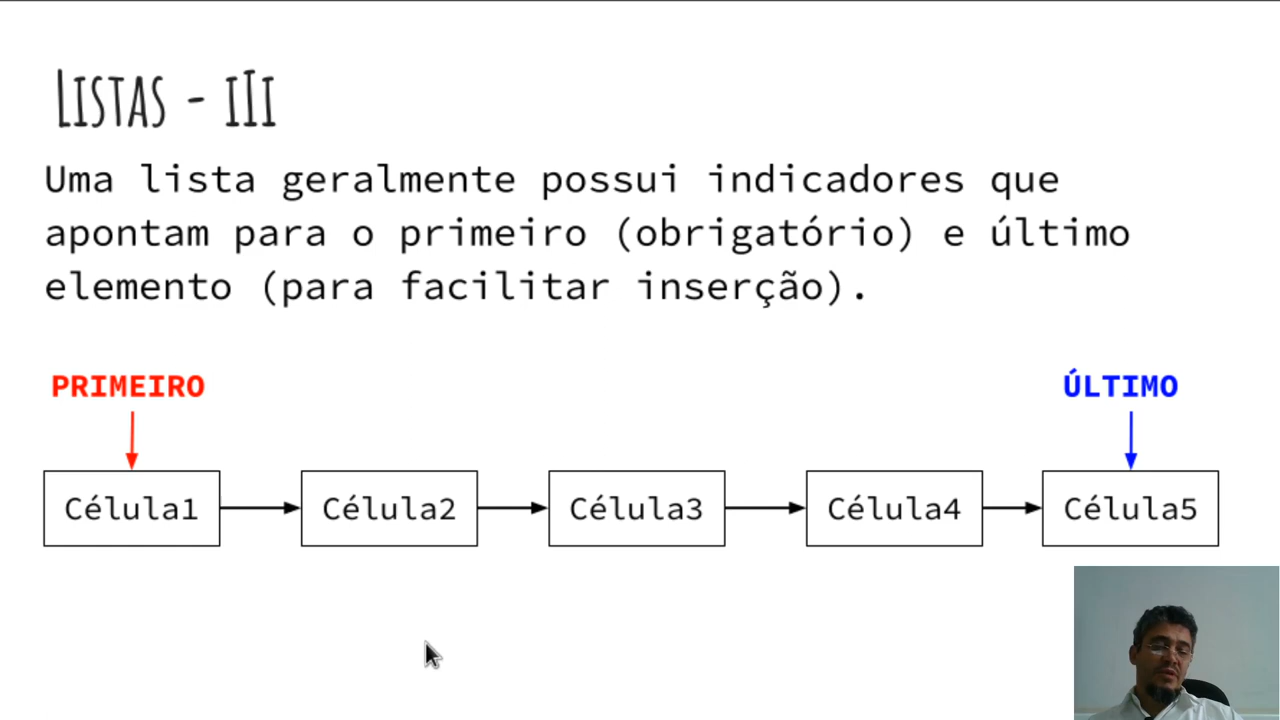 Listas - III
Uma lista geralmente possui indicadores que
apontam para o primeiro (obrigatório) e último
elemento (para facilitar inserção).
PRIMEIRO
ÚLTIMO
Célula1
Célula2
Célula3
Célula4
Célula5